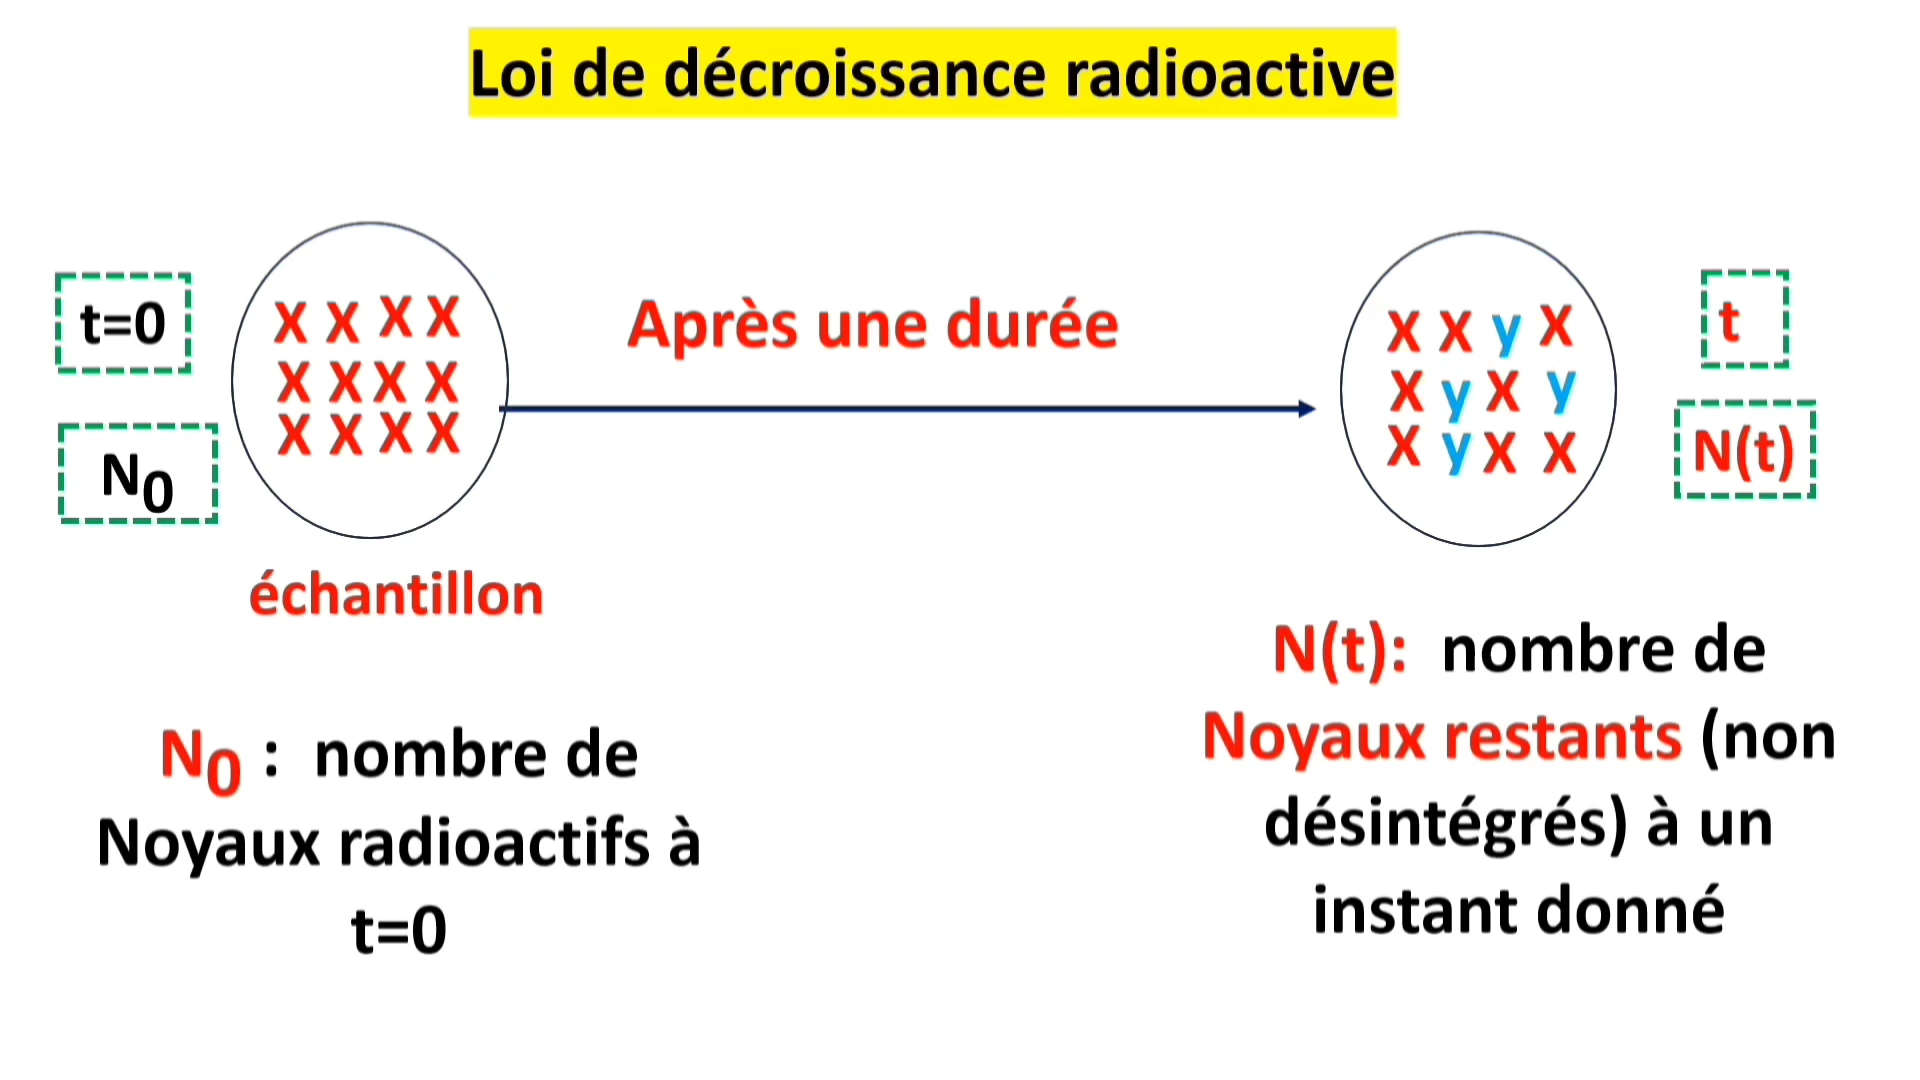 Loi de décroissance radioactive
t=0
N0
X X X X
X X X X
X X X X
échantillon
Après une durée
X X y X
X y X y
X y X X
t
N(t)
N0 : nombre de
Noyaux radioactifs à
t=0
N(t): nombre de
Noyaux restants (non
désintégrés) à un
instant donné